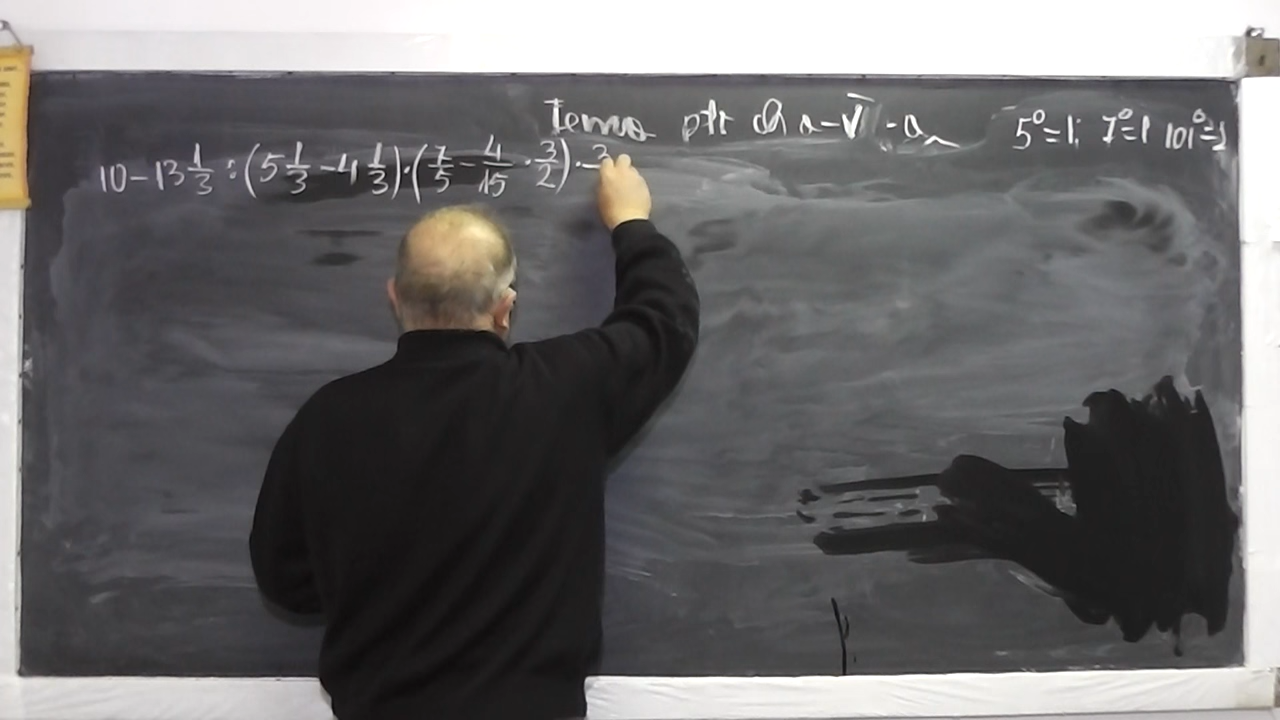 Tema ptr
5⁰=1; 7⁰=1 101⁰=1
10-13 1/3 : (5 1/3 - 4 1/3) · (7/5 - 4/15 · 3/2) ·